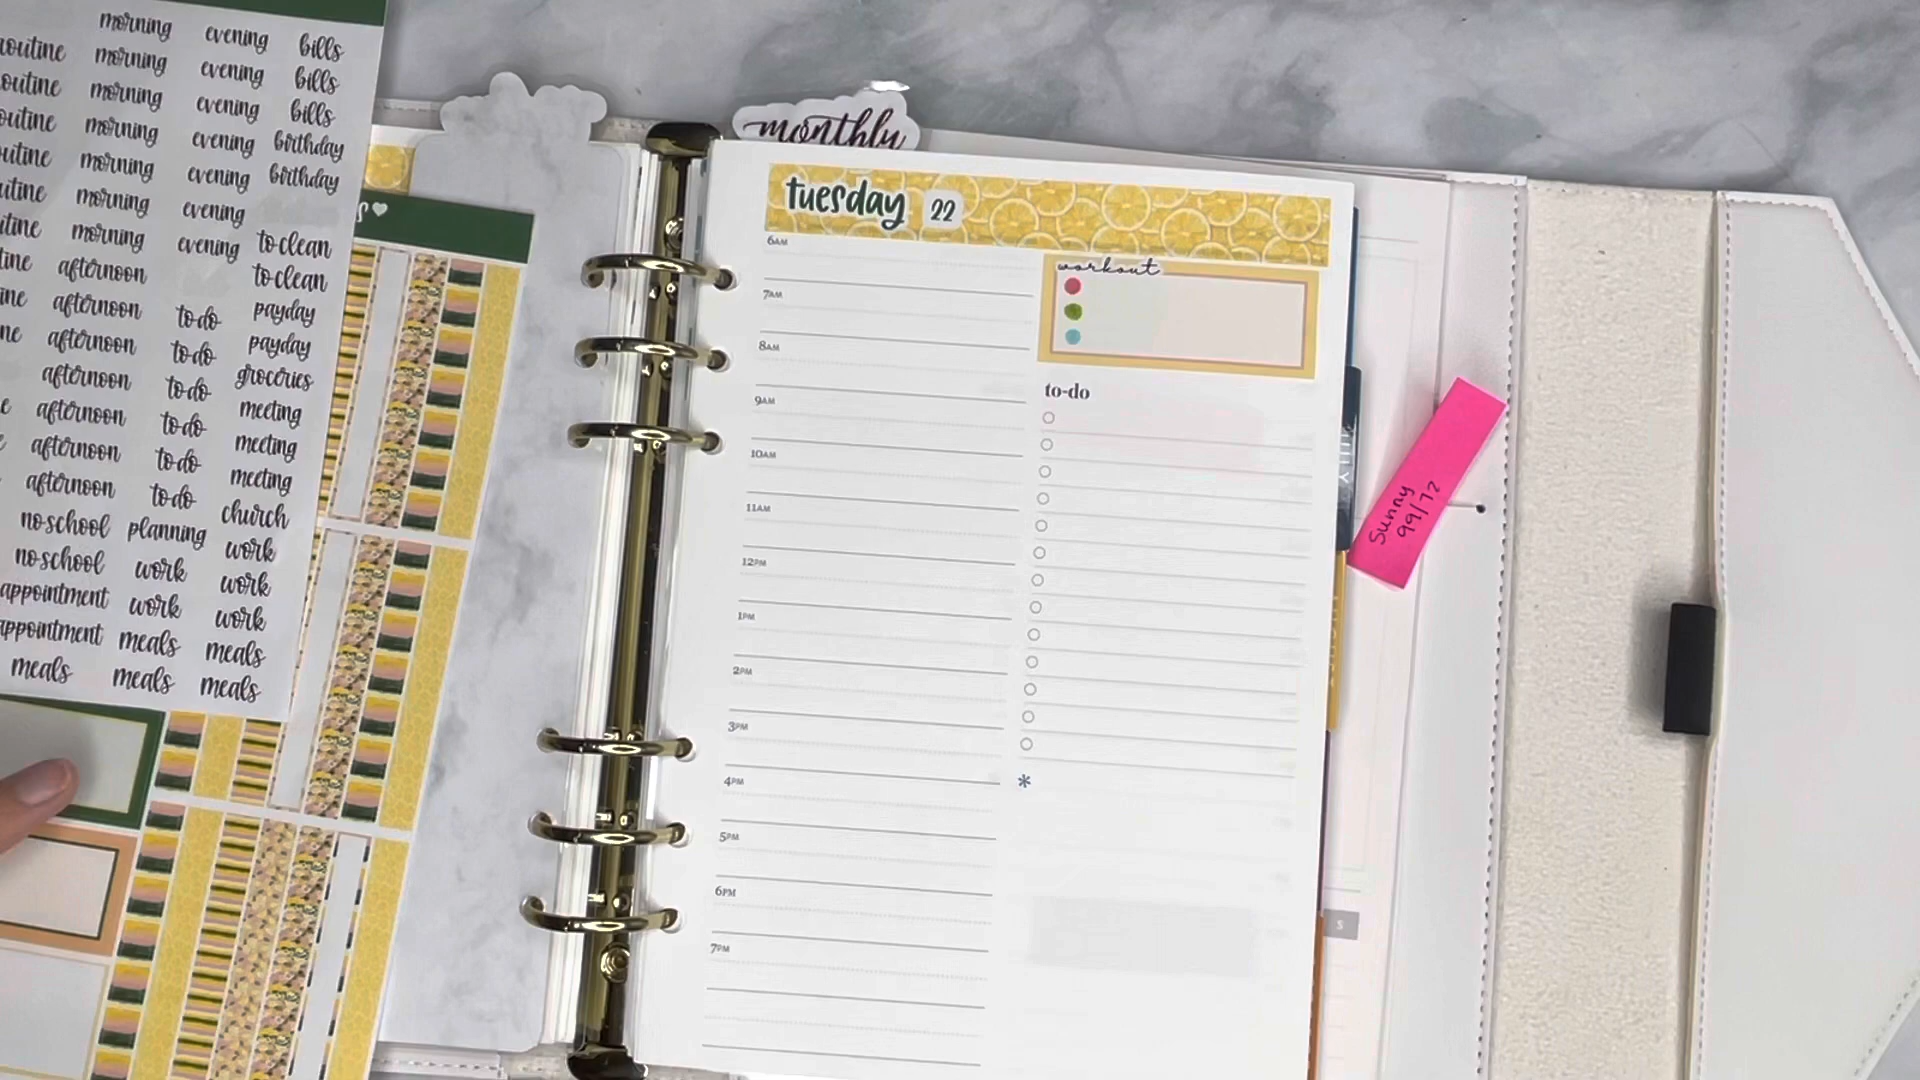 morning evening bills
routine morning evening bills
outine morning evening bills
outine morning evening birthday
utine morning evening birthday
utine morning evening
utine morning evening to clean
tine afternoon to clean
ine afternoon to do payday
ne afternoon to do payday
afternoon to do groceries
e afternoon to do meeting
afternoon to do meeting
afternoon to do meeting
no school planning church
no school work work
appointment work work
appointment meals work
meals meals meals
meals
monthly
tuesday 22
6AM
workout
7AM
8AM
to-do
9AM
10AM
11AM
12PM
1PM
2PM
3PM
4PM
*
5PM
6PM
7PM
Sunny
99/72
S